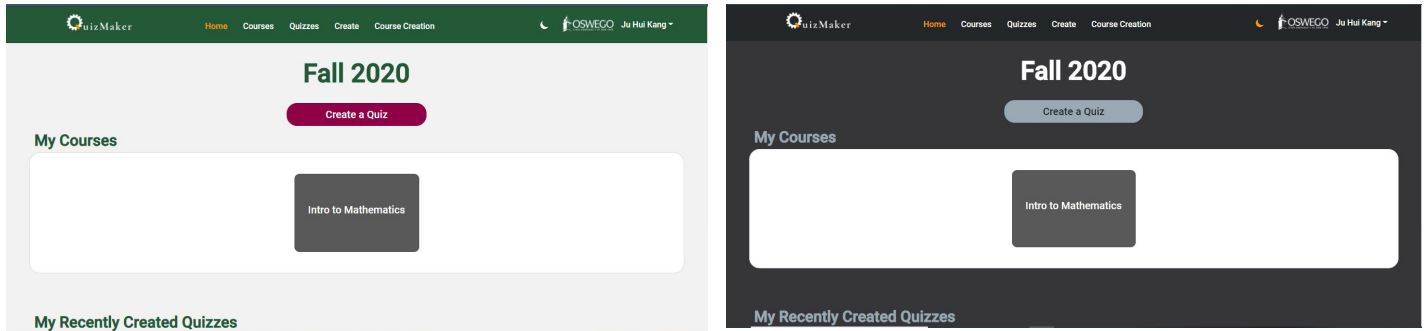 QuizMaker Home Courses Quizzes Create Course Creation OSWEGO Ju Hui Kang
Fall 2020
Create a Quiz
My Courses
Intro to Mathematics
My Recently Created Quizzes
QuizMaker Home Courses Quizzes Create Course Creation OSWEGO Ju Hui Kang
Fall 2020
Create a Quiz
My Courses
Intro to Mathematics
My Recently Created Quizzes